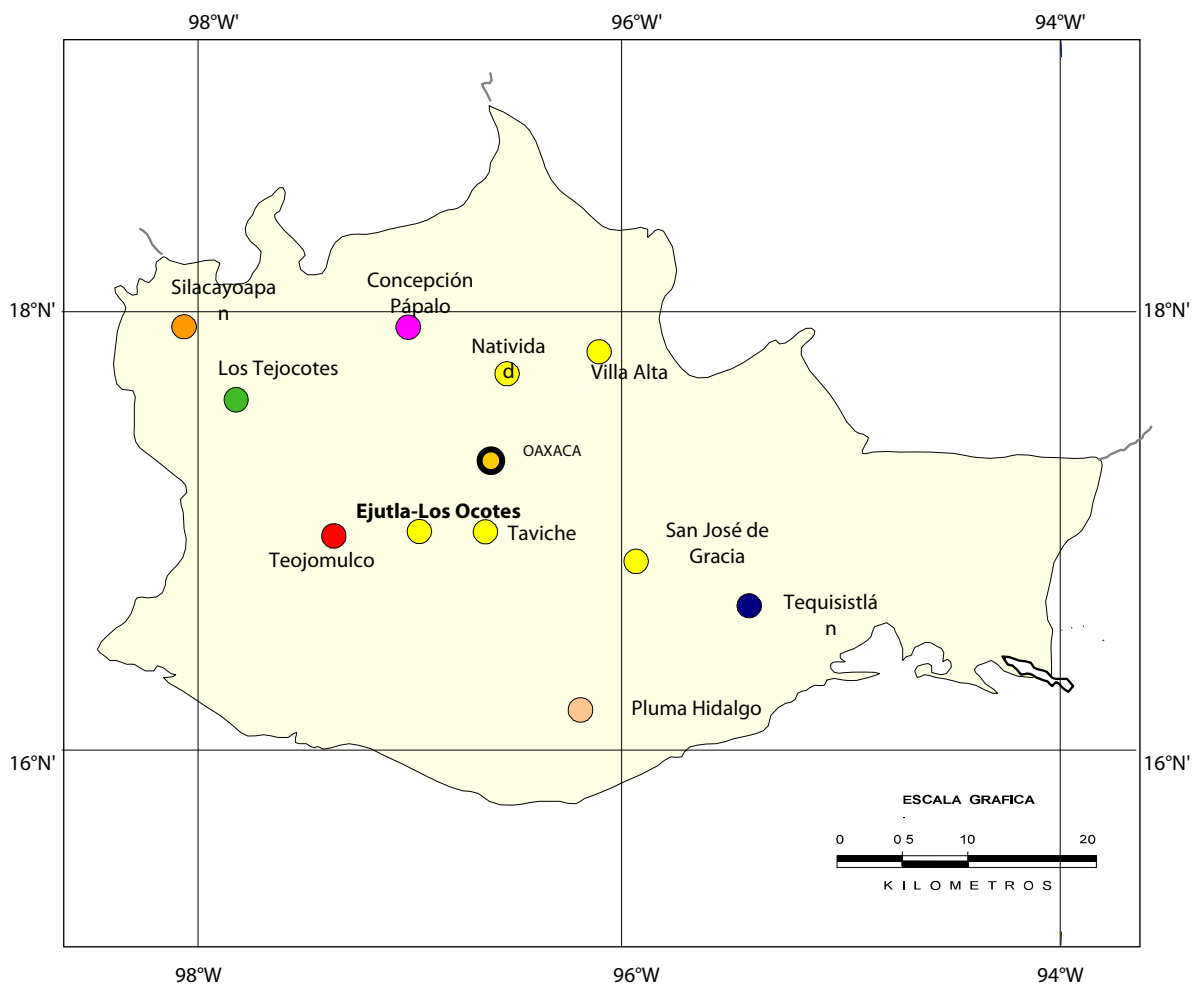 98°W'
96°W'
94°W'
Concepción
Pápalo
Silacayoapa
n
18°N'
18°N'
Nativida
d
Villa Alta
Los Tejocotes
OAXACA
Ejutla-Los Ocotes
Taviche
San José de
Gracia
Teojomulco
Tequisistlá
n
Pluma Hidalgo
16°N'
16°N'
ESCALA GRAFICA
0 0 5 10 20
KILOMETROS
98°W'
96°W'
94°W'